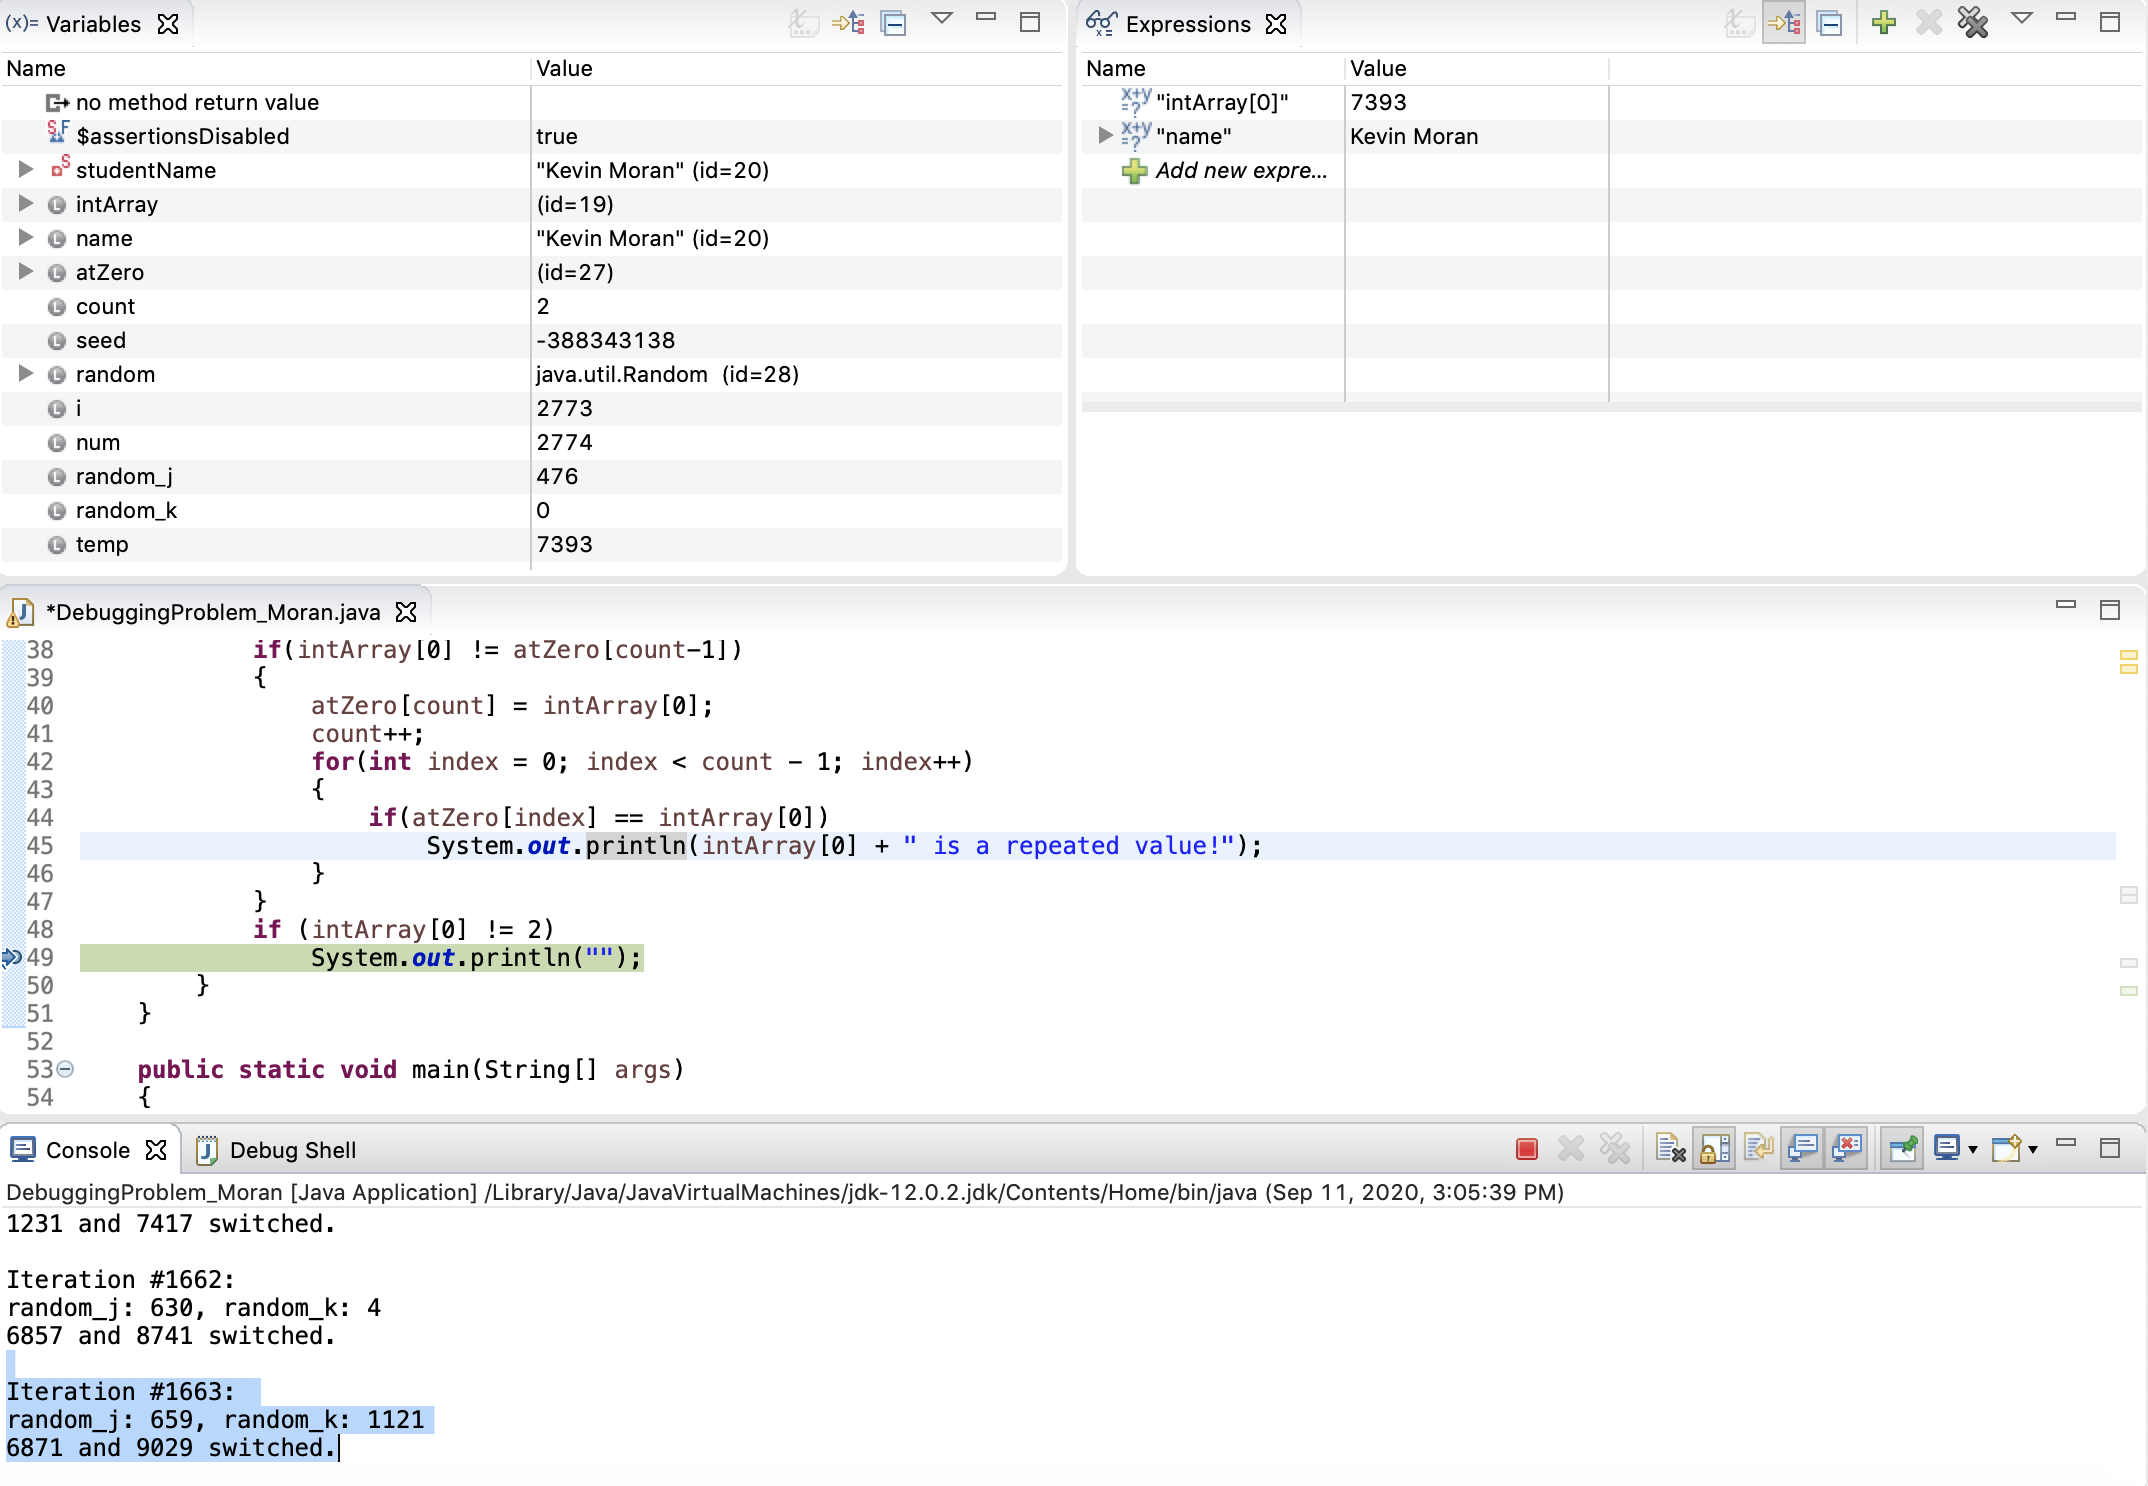 (x)= Variables
Name Value
no method return value
$assertionsDisabled true
studentName "Kevin Moran" (id=20)
intArray (id=19)
name "Kevin Moran" (id=20)
atZero (id=27)
count 2
seed -388343138
random java.util.Random (id=28)
i 2773
num 2774
random_j 476
random_k 0
temp 7393
Expressions
Name Value
"intArray[0]" 7393
"name" Kevin Moran
Add new expre...
*DebuggingProblem_Moran.java
38 if(intArray[0] != atZero[count-1])
39 {
40 atZero[count] = intArray[0];
41 count++;
42 for(int index = 0; index < count - 1; index++)
43 {
44 if(atZero[index] == intArray[0])
45 System.out.println(intArray[0] + " is a repeated value!");
46 }
47 }
48 if (intArray[0] != 2)
49 System.out.println("");
50 }
51 }
52
53 public static void main(String[] args)
54 {
Console Debug Shell
DebuggingProblem_Moran [Java Application] /Library/Java/JavaVirtualMachines/jdk-12.0.2.jdk/Contents/Home/bin/java (Sep 11, 2020, 3:05:39 PM)
1231 and 7417 switched.
Iteration #1662:
random_j: 630, random_k: 4
6857 and 8741 switched.
Iteration #1663:
random_j: 659, random_k: 1121
6871 and 9029 switched.